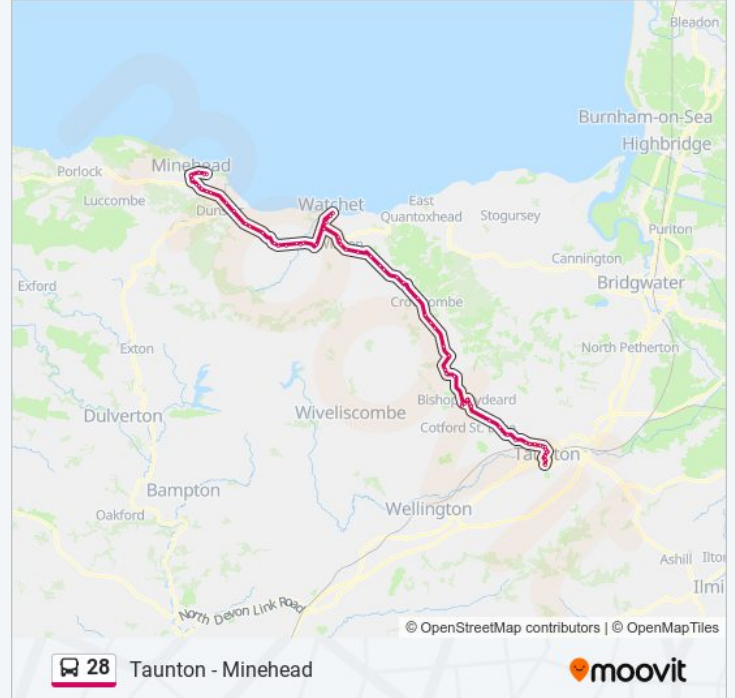 Bleadon
Burnham-on-Sea
Highbridge
Minehead
Porlock
Luccombe
Watchet
East
Quantoxhead
Stogursey
Puriton
Cannington
Bridgwater
Exford
North Petherton
Exton
Dulverton
Wiveliscombe
Cotford St.
Taunton
Bampton
Oakford
Wellington
Ashill
North Devon Link Road
© OpenStreetMap contributors | © OpenMapTiles
28 Taunton - Minehead
moovit